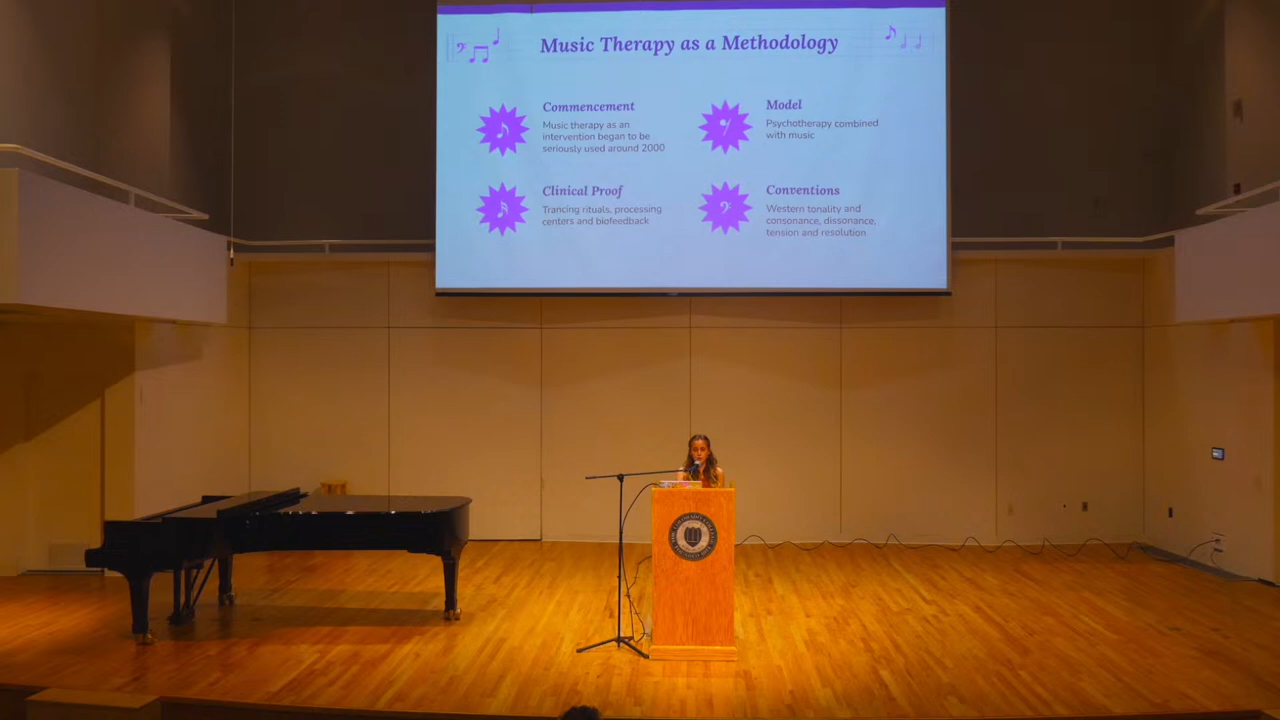 Music Therapy as a Methodology
Commencement
Music therapy as an
intervention began to be
seriously used around 2000
Model
Psychotherapy combined
with music
Clinical Proof
Trancing rituals, processing
centers and biofeedback
Conventions
Western tonality and
consonance, dissonance,
tension and resolution
COLORADO COLLEGE